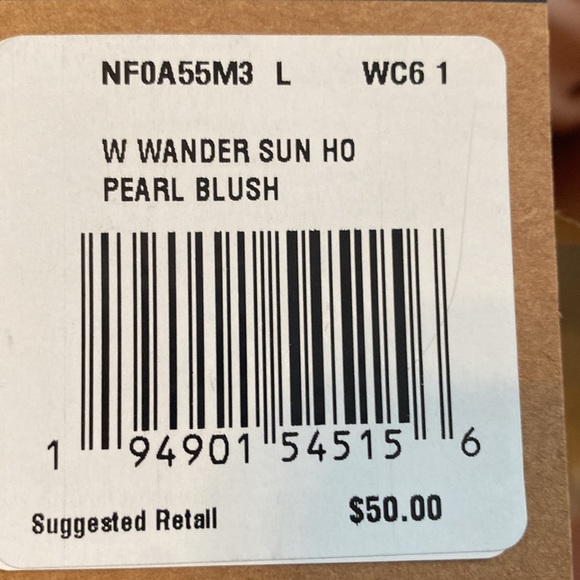 NF0A55M3 L WC6 1
W WANDER SUN HO
PEARL BLUSH
1 94901 54515 6
Suggested Retail $50.00